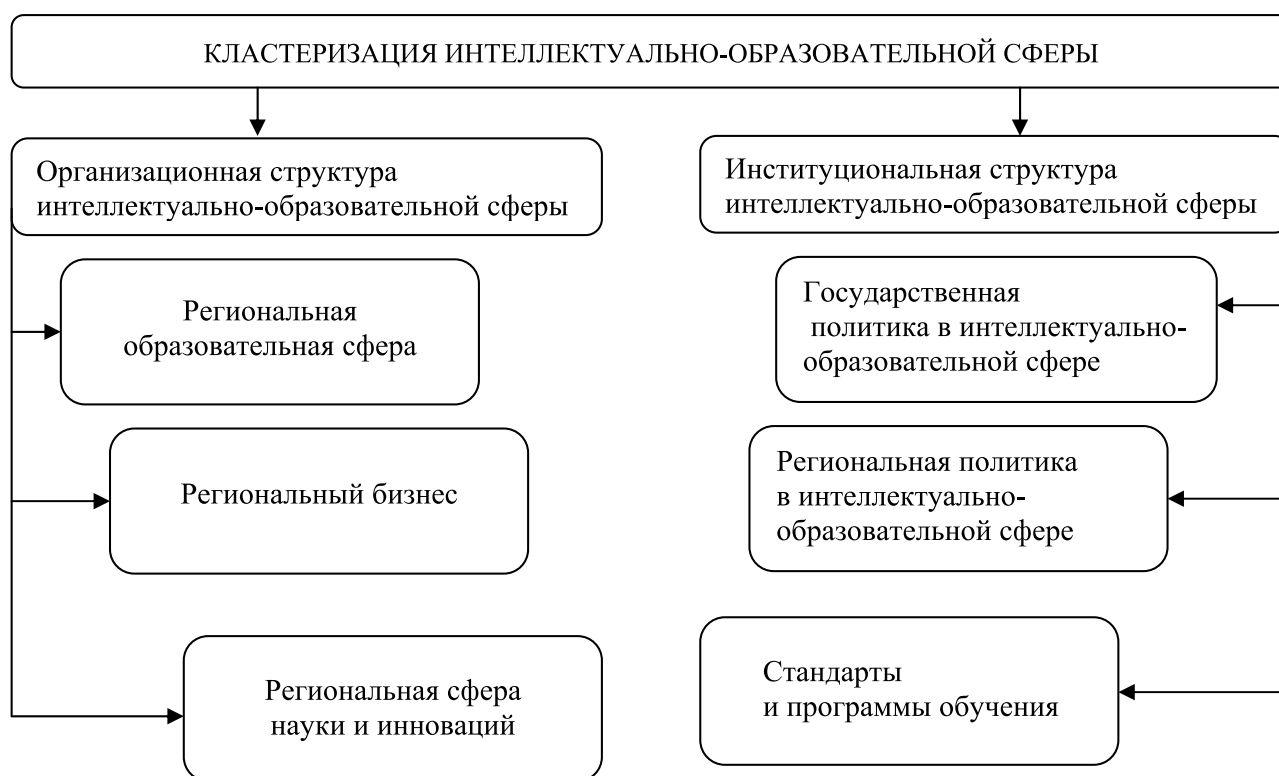 КЛАСТЕРИЗАЦИЯ ИНТЕЛЛЕКТУАЛЬНО-ОБРАЗОВАТЕЛЬНОЙ СФЕРЫ
Организационная структура
интеллектуально-образовательной сферы
Региональная
образовательная сфера
Региональный бизнес
Региональная сфера
науки и инноваций
Институциональная структура
интеллектуально-образовательной сферы
Государственная
политика в интеллектуально-
образовательной сфере
Региональная политика
в интеллектуально-
образовательной сфере
Стандарты
и программы обучения